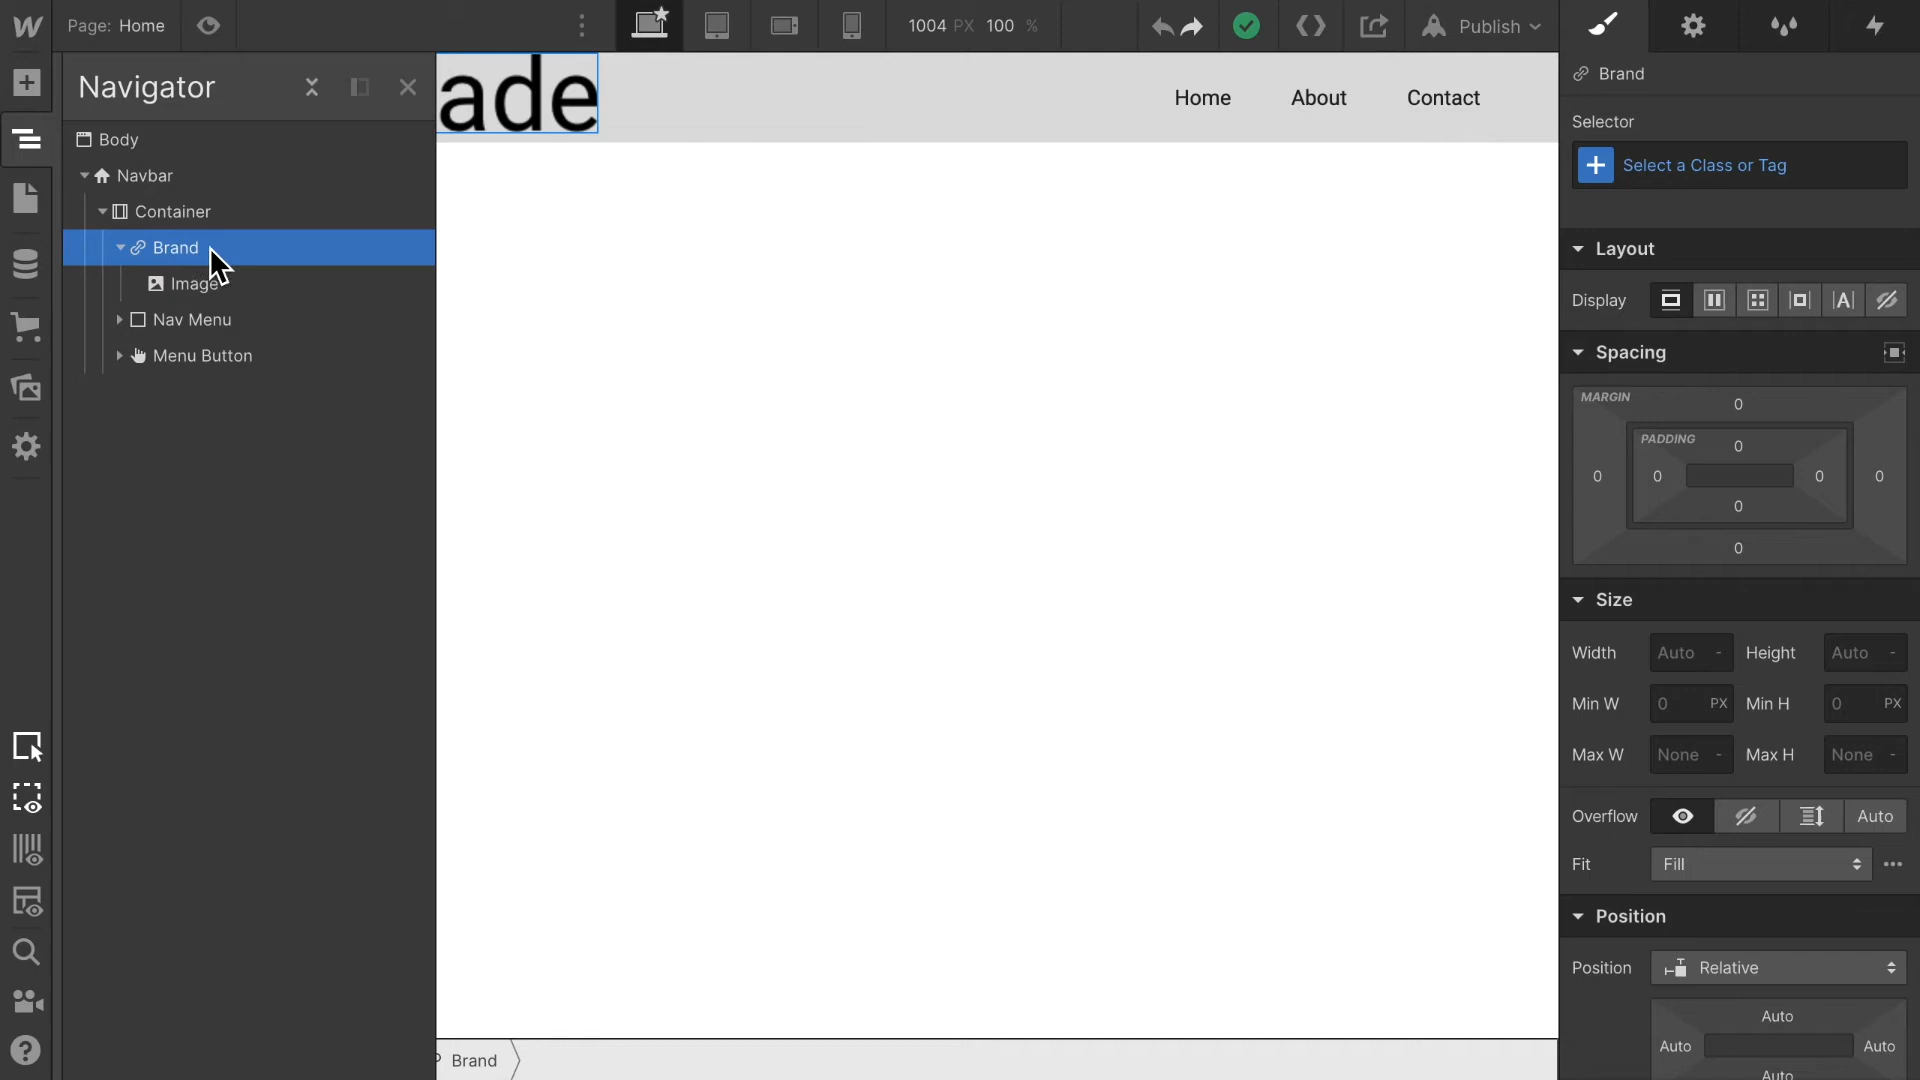 Page: Home
1004 PX 100 %
Publish
Navigator
Body
Navbar
Container
Brand
Image
Nav Menu
Menu Button
ade
Home
About
Contact
Brand
Brand
Selector
Select a Class or Tag
Layout
Display
Spacing
MARGIN
0
PADDING
0
0 0 0 0
0
0
Size
Width Auto - Height Auto -
Min W 0 PX Min H 0 PX
Max W None - Max H None -
Overflow Auto
Fit Fill
Position
Position Relative
Auto
Auto Auto
Auto